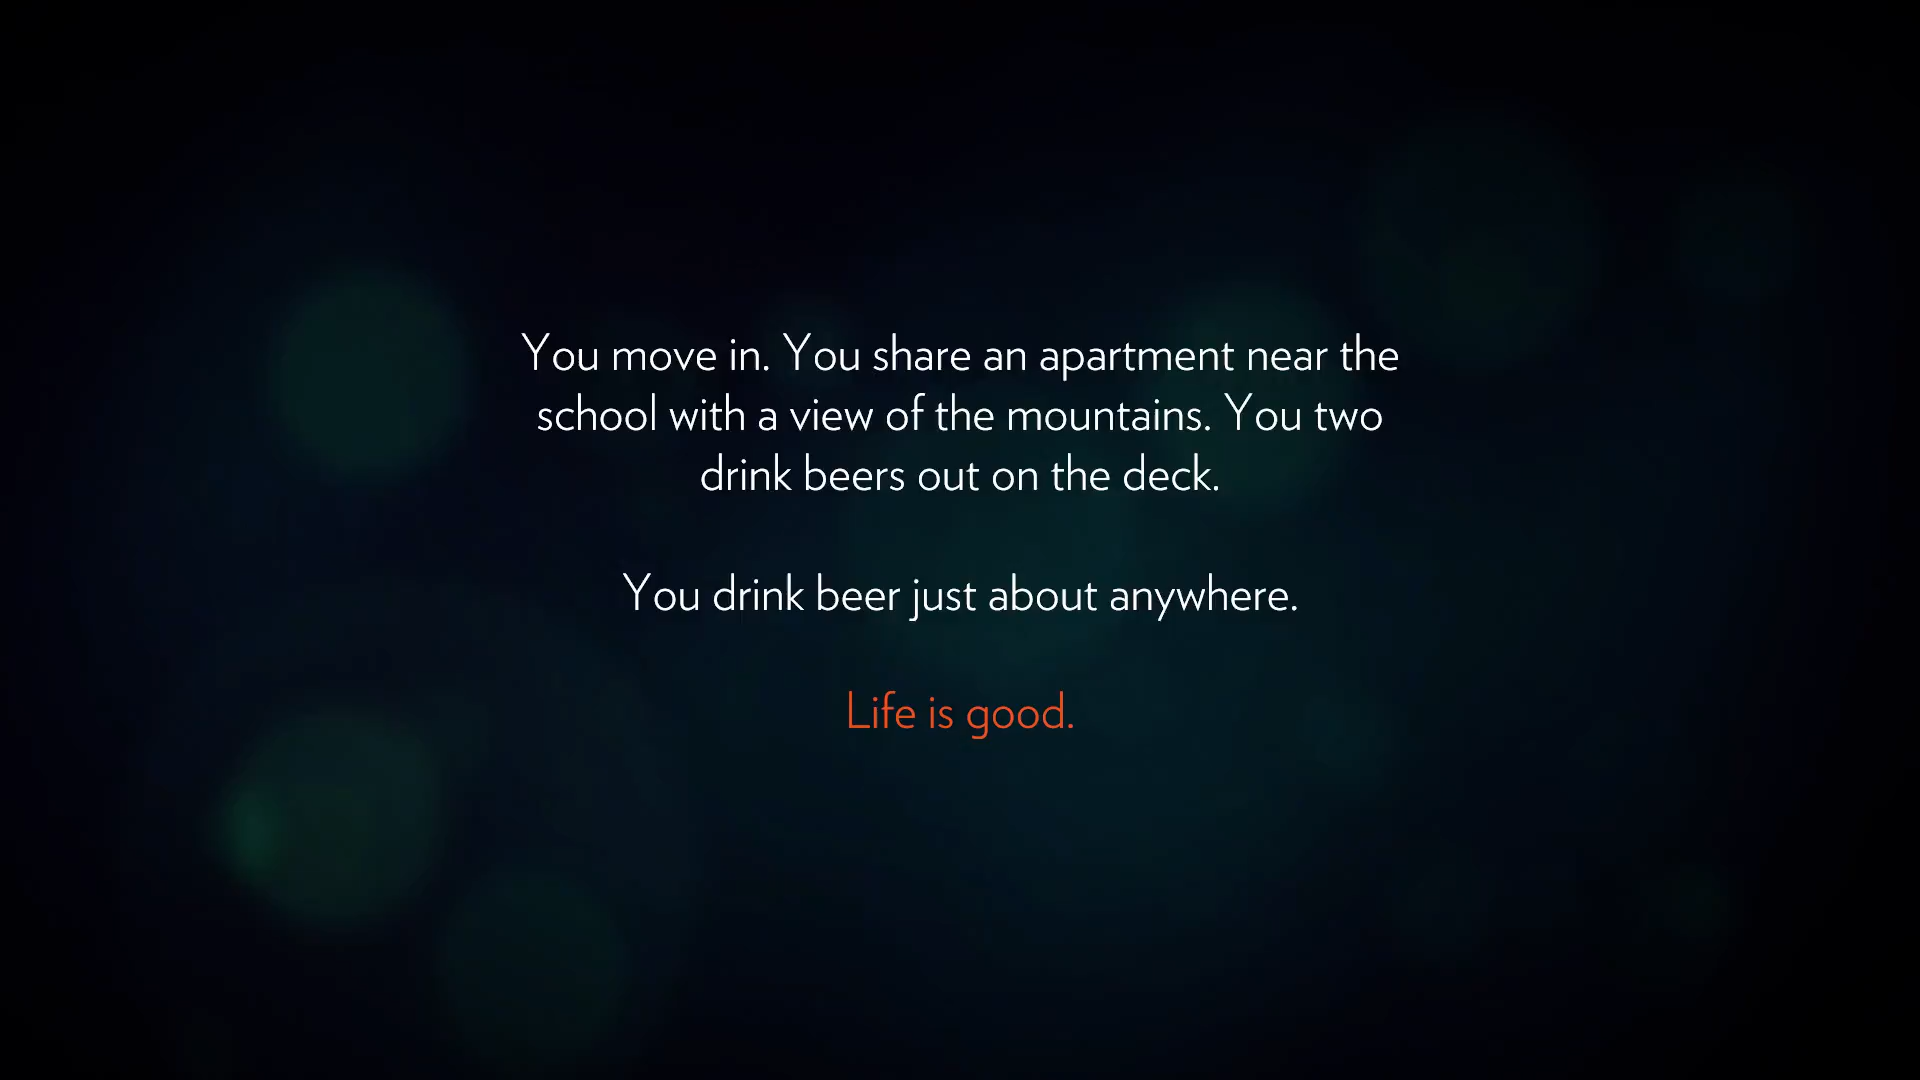 You move in. You share an apartment near the
school with a view of the mountains. You two
drink beers out on the deck.
You drink beer just about anywhere.
Life is good.